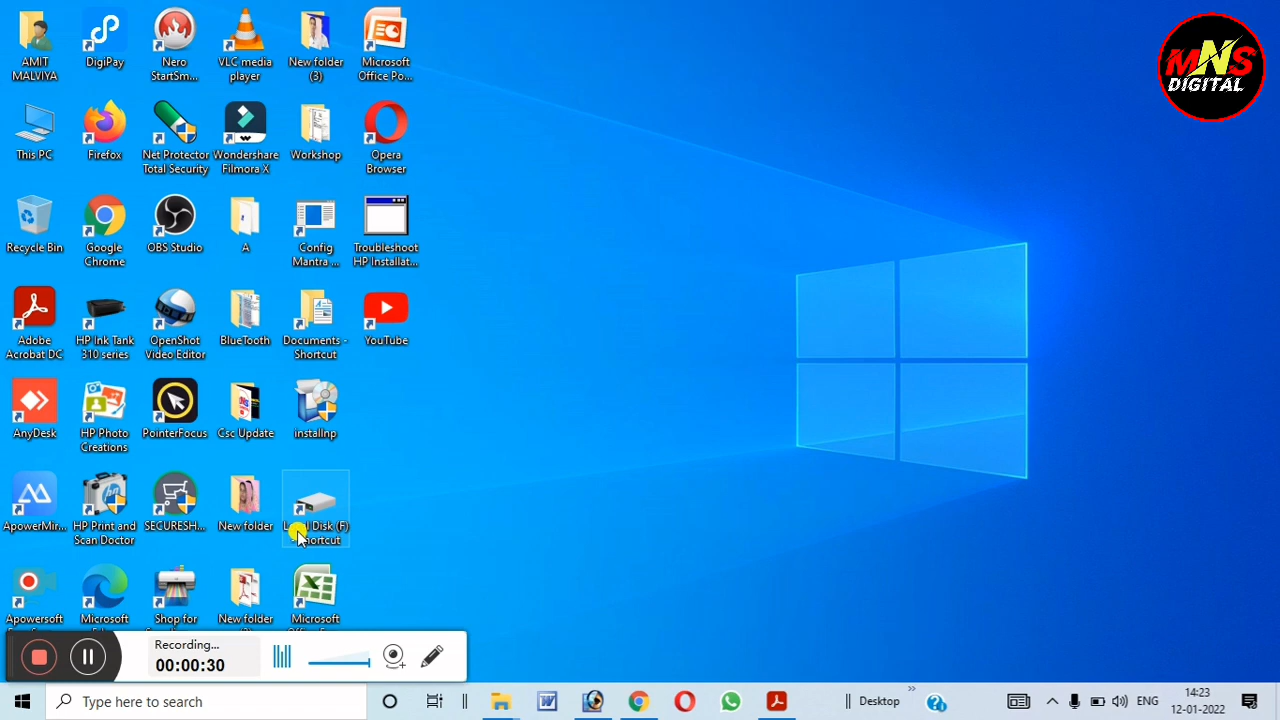 AMIT
MALVIYA
DigiPay
Nero
StartSm...
VLC media
player
New folder
(3)
Microsoft
Office Po...
MNS
DIGITAL
This PC
Firefox
Net Protector
Total Security
Wondershare
Filmora X
Workshop
Opera
Browser
Recycle Bin
Google
Chrome
OBS Studio
A
Config
Mantra ...
Troubleshoot
HP Installat...
Adobe
Acrobat DC
HP Ink Tank
310 series
OpenShot
Video Editor
BlueTooth
Documents -
Shortcut
YouTube
AnyDesk
HP Photo
Creations
PointerFocus
Csc Update
installnp
ApowerMir...
HP Print and
Scan Doctor
SECURESH...
New folder
Disk (F)
Apowersoft
Microsoft
Shop for
New folder
Microsoft
Recording...
00:00:30
Type here to search
Desktop
ENG
14:23
12-01-2022